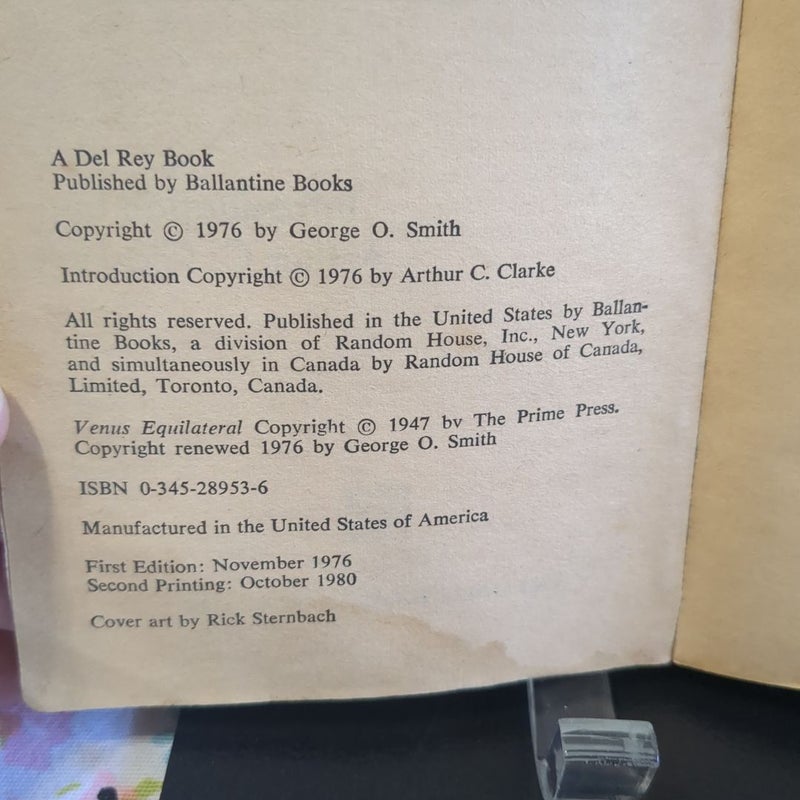 A Del Rey Book
Published by Ballantine Books
Copyright © 1976 by George O. Smith
Introduction Copyright © 1976 by Arthur C. Clarke
All rights reserved. Published in the United States by Ballan-
tine Books, a division of Random House, Inc., New York,
and simultaneously in Canada by Random House of Canada,
Limited, Toronto, Canada.
Venus Equilateral Copyright © 1947 by The Prime Press.
Copyright renewed 1976 by George O. Smith
ISBN 0-345-28953-6
Manufactured in the United States of America
First Edition: November 1976
Second Printing: October 1980
Cover art by Rick Sternbach